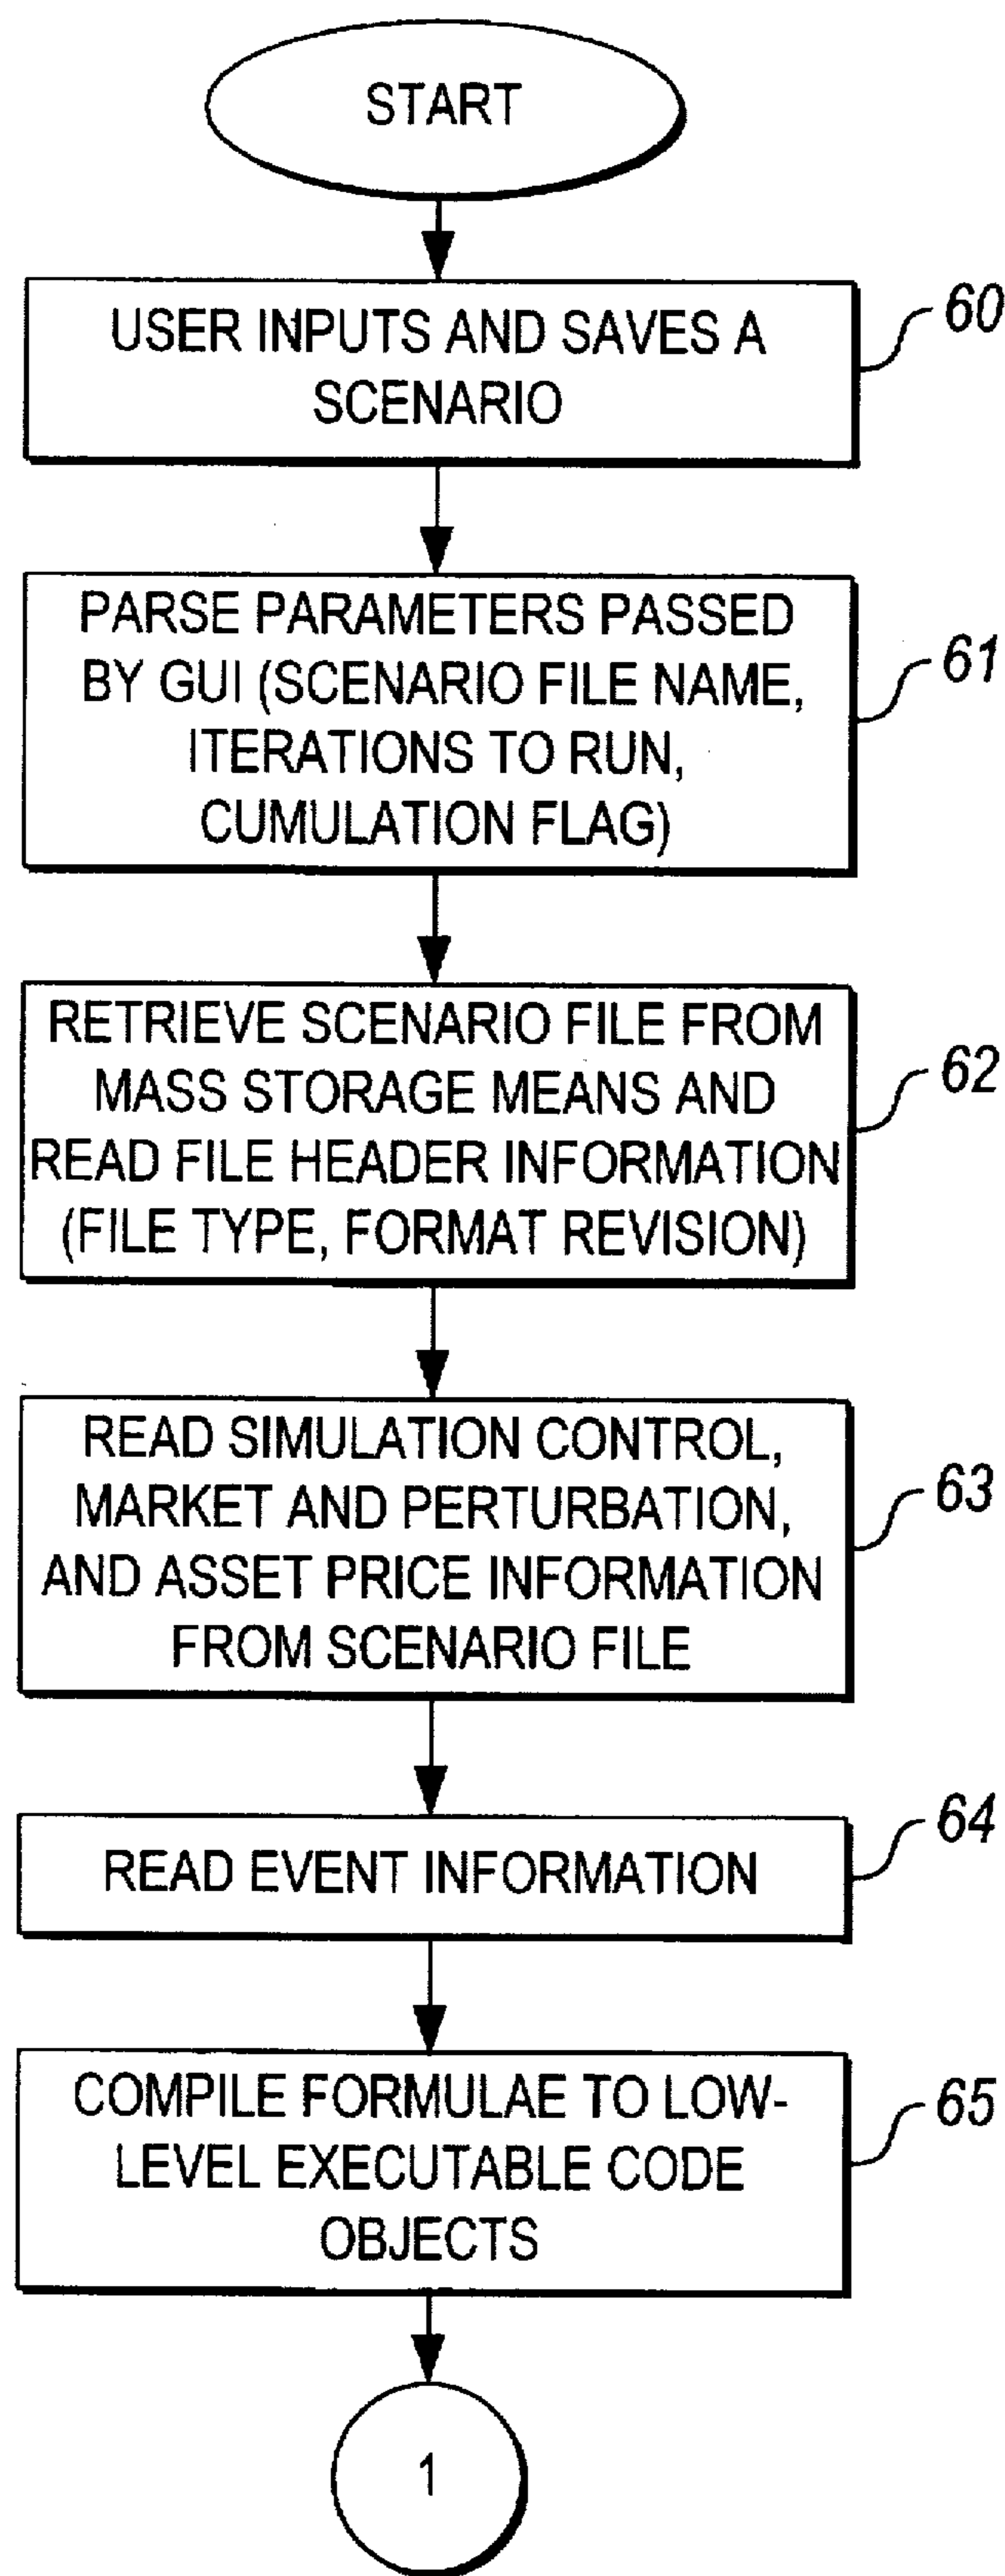 START
USER INPUTS AND SAVES A
SCENARIO
60
PARSE PARAMETERS PASSED
BY GUI (SCENARIO FILE NAME,
ITERATIONS TO RUN,
CUMULATION FLAG)
61
RETRIEVE SCENARIO FILE FROM
MASS STORAGE MEANS AND
READ FILE HEADER INFORMATION
(FILE TYPE, FORMAT REVISION)
62
READ SIMULATION CONTROL,
MARKET AND PERTURBATION,
AND ASSET PRICE INFORMATION
FROM SCENARIO FILE
63
READ EVENT INFORMATION
64
COMPILE FORMULAE TO LOW-
LEVEL EXECUTABLE CODE
OBJECTS
65
1